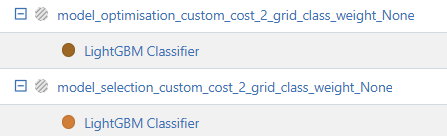 model_optimisation_custom_cost_2_grid_class_weight_None
LightGBM Classifier
model_selection_custom_cost_2_grid_class_weight_None
LightGBM Classifier